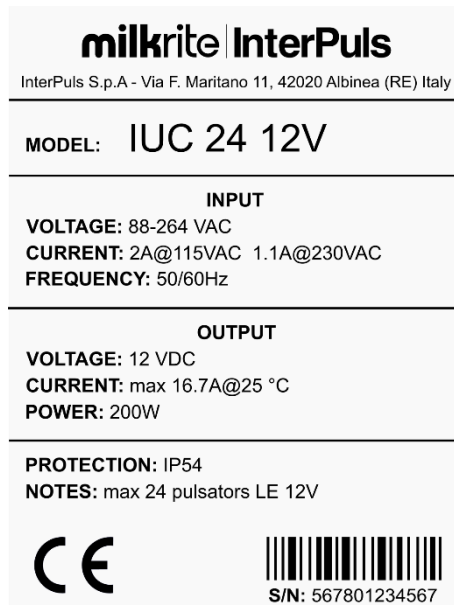 milkrite InterPuls
InterPuls S.p.A - Via F. Maritano 11, 42020 Albinea (RE) Italy
MODEL: IUC 24 12V
INPUT
VOLTAGE: 88-264 VAC
CURRENT: 2A@115VAC 1.1A@230VAC
FREQUENCY: 50/60Hz
OUTPUT
VOLTAGE: 12 VDC
CURRENT: max 16.7A@25 °C
POWER: 200W
PROTECTION: IP54
NOTES: max 24 pulsators LE 12V
CE
S/N: 567801234567